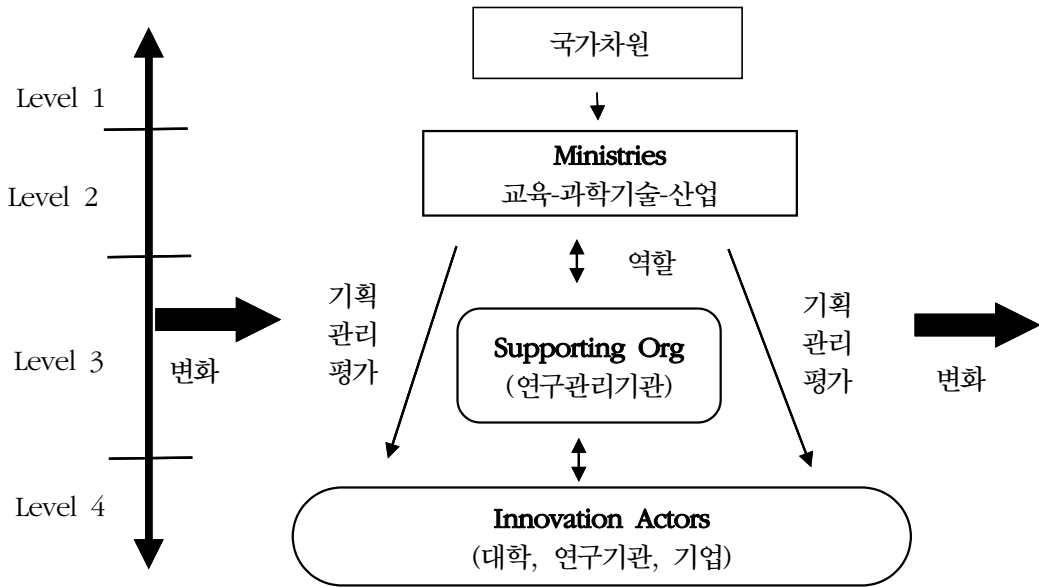 국가차원
Level 1
Ministries
교육-과학기술-산업
Level 2
역할
기획
관리
평가
기획
관리
평가
Supporting Org
(연구관리기관)
Level 3
변화
변화
Level 4
Innovation Actors
(대학, 연구기관, 기업)